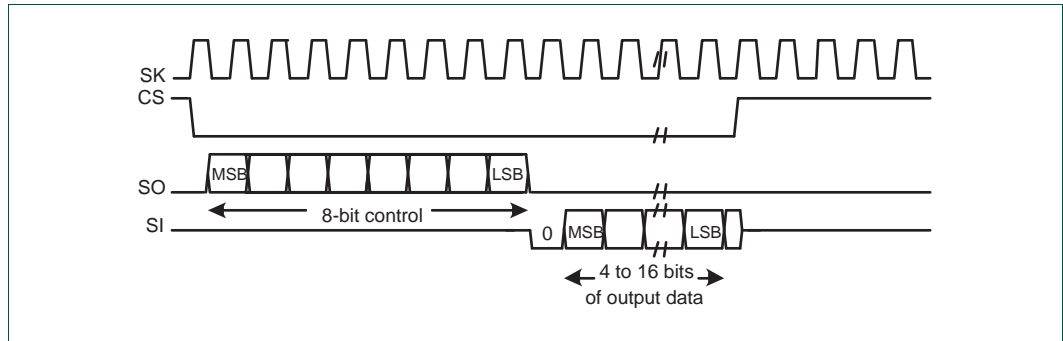 SK
CS
SO
MSB
LSB
8-bit control
SI
0
MSB
LSB
4 to 16 bits
of output data